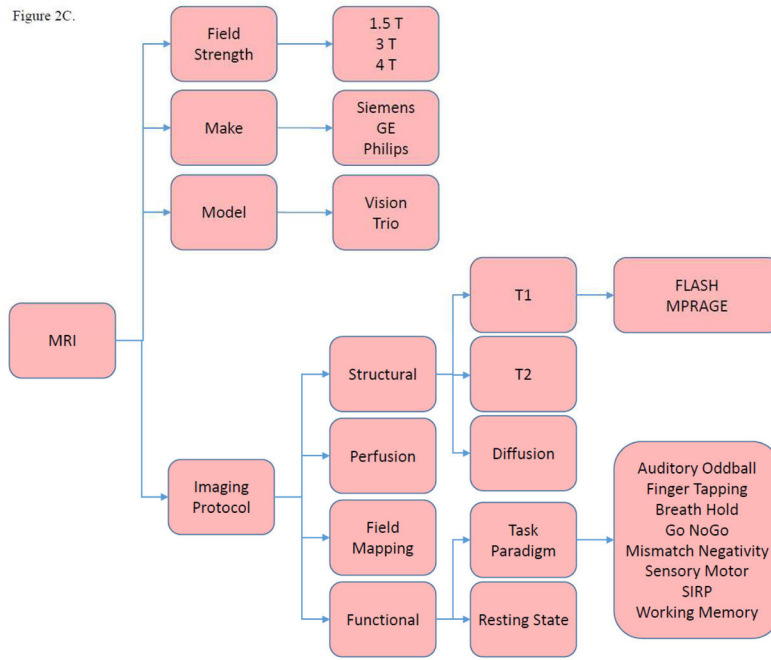 Figure 2C.
Field
Strength
1.5 T
3 T
4 T
Make
Siemens
GE
Philips
Model
Vision
Trio
MRI
Imaging
Protocol
Structural
T1
FLASH
MPRAGE
T2
Diffusion
Perfusion
Field
Mapping
Functional
Task
Paradigm
Auditory Oddball
Finger Tapping
Breath Hold
Go NoGo
Mismatch Negativity
Sensory Motor
SIRP
Working Memory
Resting State